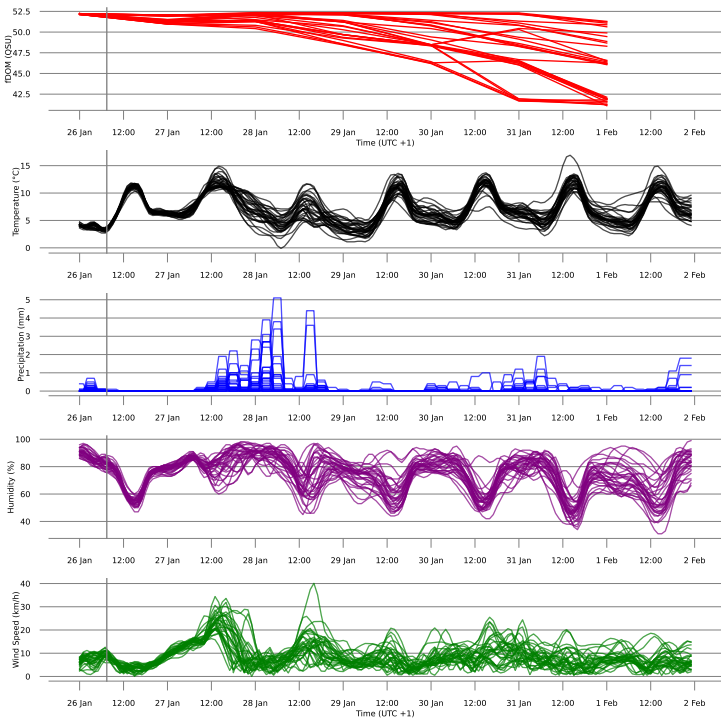 52.5
50.0
47.5
45.0
42.5
fDOM (QSU)
26 Jan 12:00 27 Jan 12:00 28 Jan 12:00 29 Jan 12:00 30 Jan 12:00 31 Jan 12:00 1 Feb 12:00 2 Feb
Time (UTC +1)
15
10
5
0
Temperature (°C)
26 Jan 12:00 27 Jan 12:00 28 Jan 12:00 29 Jan 12:00 30 Jan 12:00 31 Jan 12:00 1 Feb 12:00 2 Feb
5
4
3
2
1
0
Precipitation (mm)
26 Jan 12:00 27 Jan 12:00 28 Jan 12:00 29 Jan 12:00 30 Jan 12:00 31 Jan 12:00 1 Feb 12:00 2 Feb
100
80
60
40
Humidity (%)
26 Jan 12:00 27 Jan 12:00 28 Jan 12:00 29 Jan 12:00 30 Jan 12:00 31 Jan 12:00 1 Feb 12:00 2 Feb
40
30
20
10
0
Wind Speed (km/h)
26 Jan 12:00 27 Jan 12:00 28 Jan 12:00 29 Jan 12:00 30 Jan 12:00 31 Jan 12:00 1 Feb 12:00 2 Feb
Time (UTC +1)